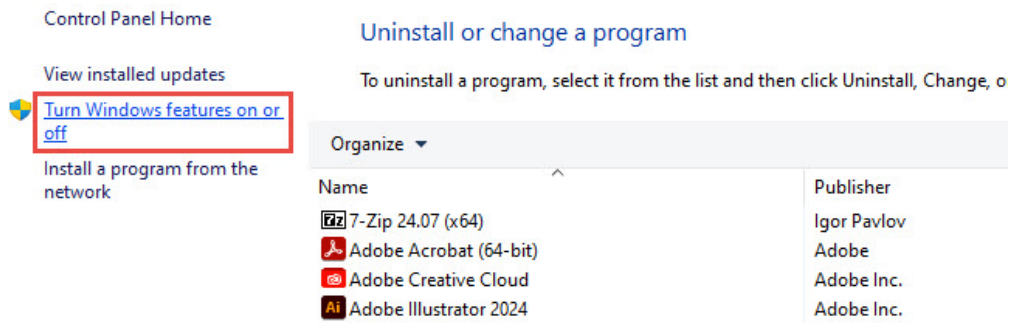 Control Panel Home
View installed updates
Turn Windows features on or
off
Install a program from the
network
Uninstall or change a program
To uninstall a program, select it from the list and then click Uninstall, Change, o
Organize
Name
Publisher
7z 7-Zip 24.07 (x64)
Igor Pavlov
Adobe Acrobat (64-bit)
Adobe
Adobe Creative Cloud
Adobe Inc.
Ai Adobe Illustrator 2024
Adobe Inc.